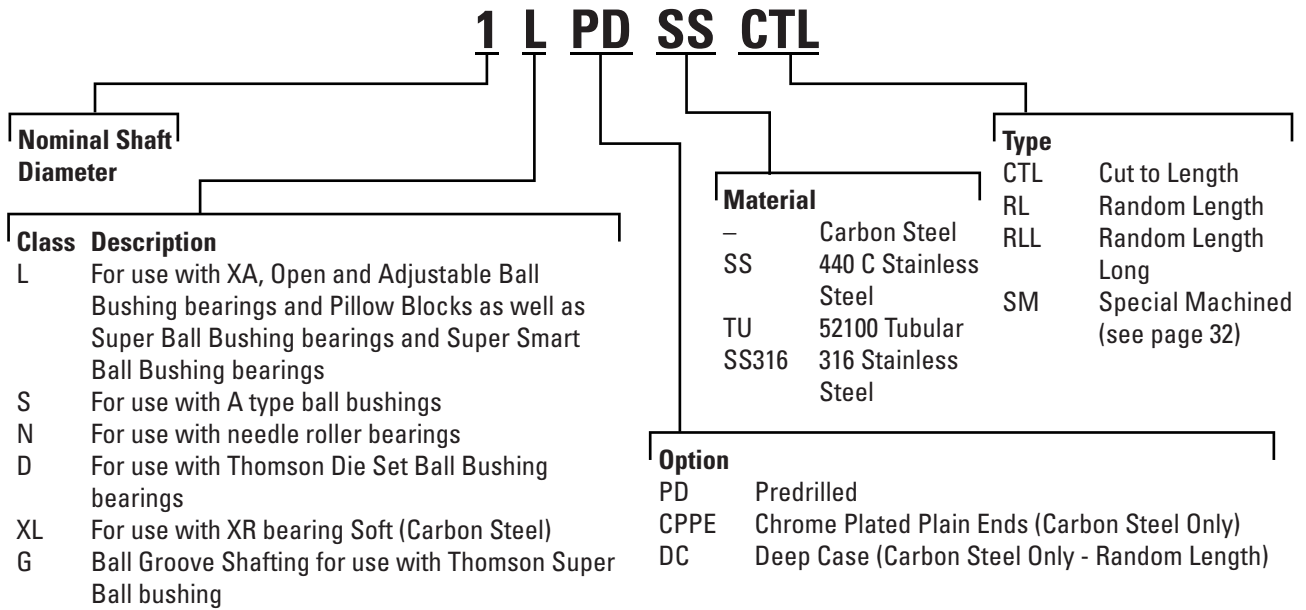 1 L PD SS CTL
Nominal Shaft
Diameter
Class Description
L For use with XA, Open and Adjustable Ball
Bushing bearings and Pillow Blocks as well as
Super Ball Bushing bearings and Super Smart
Ball Bushing bearings
S For use with A type ball bushings
N For use with needle roller bearings
D For use with Thomson Die Set Ball Bushing
bearings
XL For use with XR bearing Soft (Carbon Steel)
G Ball Groove Shafting for use with Thomson Super
Ball bushing
Option
PD Predrilled
CPPE Chrome Plated Plain Ends (Carbon Steel Only)
DC Deep Case (Carbon Steel Only - Random Length)
Material
– Carbon Steel
SS 440 C Stainless
Steel
TU 52100 Tubular
SS316 316 Stainless
Steel
Type
CTL Cut to Length
RL Random Length
RLL Random Length
Long
SM Special Machined
(see page 32)